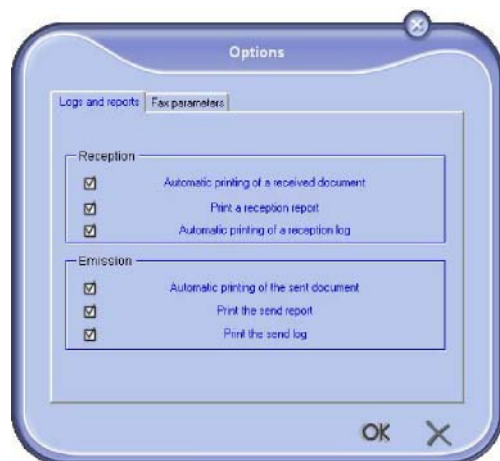 Options
Logs and reports Fax parameters
Reception
Automatic printing of a received document
Print a reception report
Automatic printing of a reception log
Emission
Automatic printing of the sent document
Print the send report
Print the send log
OK